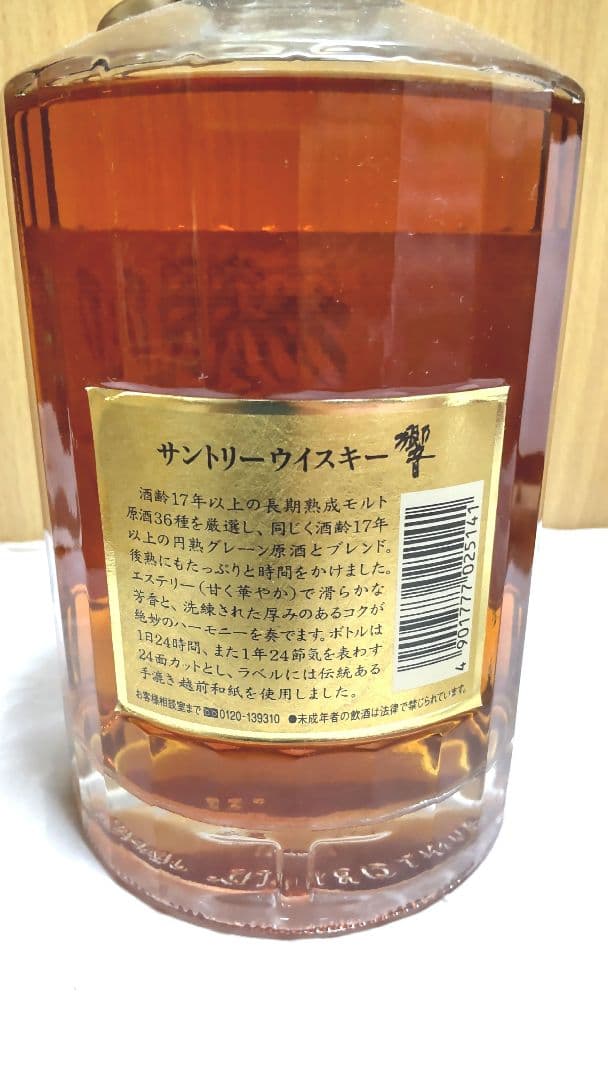 サントリーウイスキー 響
酒齢17年以上の長期熟成モルト
原酒36種を厳選し、同じく酒齢17年
以上の円熟グレーン原酒とブレンド。
後熟にもたっぷりと時間をかけました。
エステリー(甘く華やか)で滑らかな
芳香と、洗練された厚みのあるコクが
絶妙のハーモニーを奏でます。ボトルは
1日24時間、また1年24節気を表わす
24面カットとし、ラベルには伝統ある
手漉き越前和紙を使用しました。
お客様相談室まで 0120-139310 ●未成年者の飲酒は法律で禁じられています。
4 901777 025141